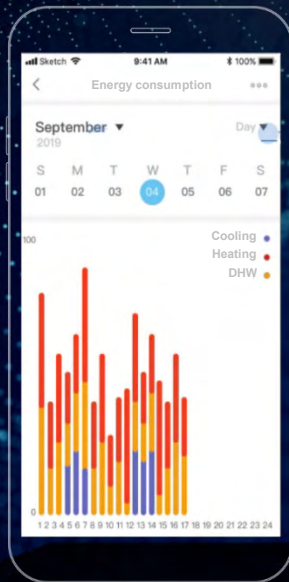 Sketch 9:41 AM 100%
Energy consumption
September Day
2019
S M T W T F S
01 02 03 04 05 06 07
100
Cooling
Heating
DHW
0
1 2 3 4 5 6 7 8 9 10 11 12 13 14 15 16 17 18 19 20 21 22 23 24